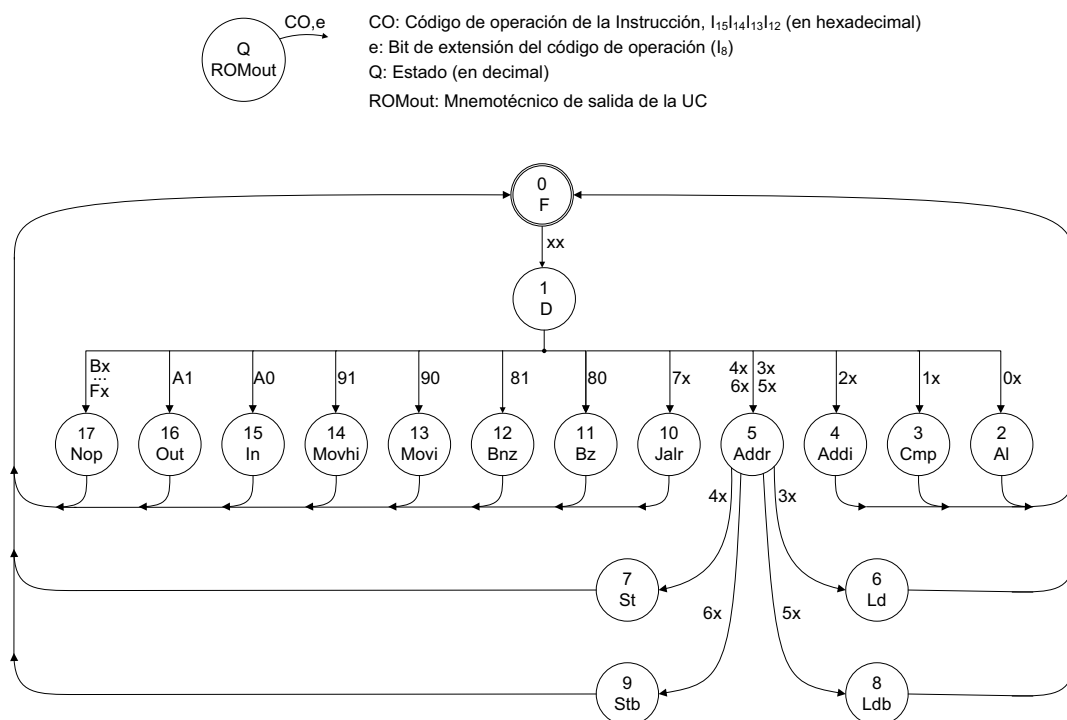 CO,e
Q
ROMout
CO: Código de operación de la Instrucción, I₁₅I₁₄I₁₃I₁₂ (en hexadecimal)
e: Bit de extensión del código de operación (I₈)
Q: Estado (en decimal)
ROMout: Mnemotécnico de salida de la UC
0
F
xx
1
D
Bx
...
Fx
A1
A0
91
90
81
80
7x
4x 3x
6x 5x
2x
1x
0x
17
Nop
16
Out
15
In
14
Movhi
13
Movi
12
Bnz
11
Bz
10
Jalr
5
Addr
4
Addi
3
Cmp
2
Al
4x
3x
7
St
6
Ld
6x
5x
9
Stb
8
Ldb